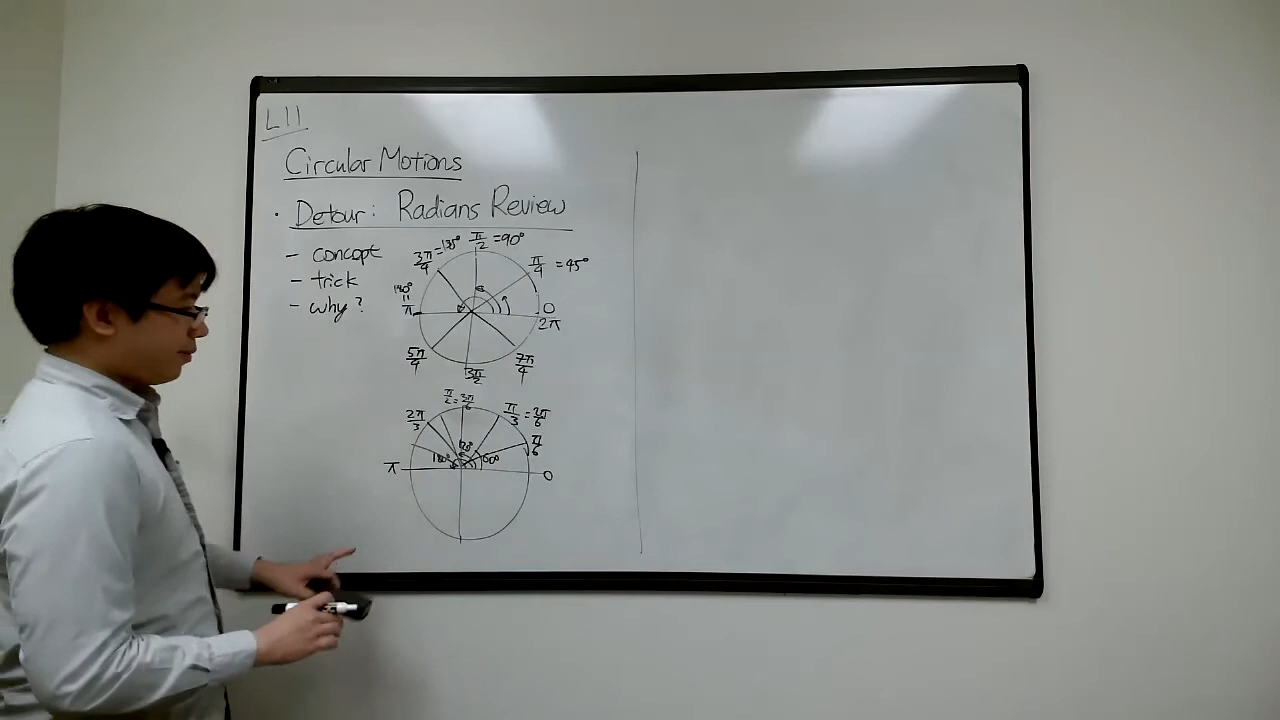 L11
Circular Motions
· Detour: Radians Review
- concept
- trick
- why?
π/2 = 90°
3π/4 = 135°
π/4 = 45°
180°
=
π
0
2π
5π/4
3π/2
7π/4
π/2 = 3π/6
2π/3
π/3 = 2π/6
π/6
180°
120°
60°
π
0